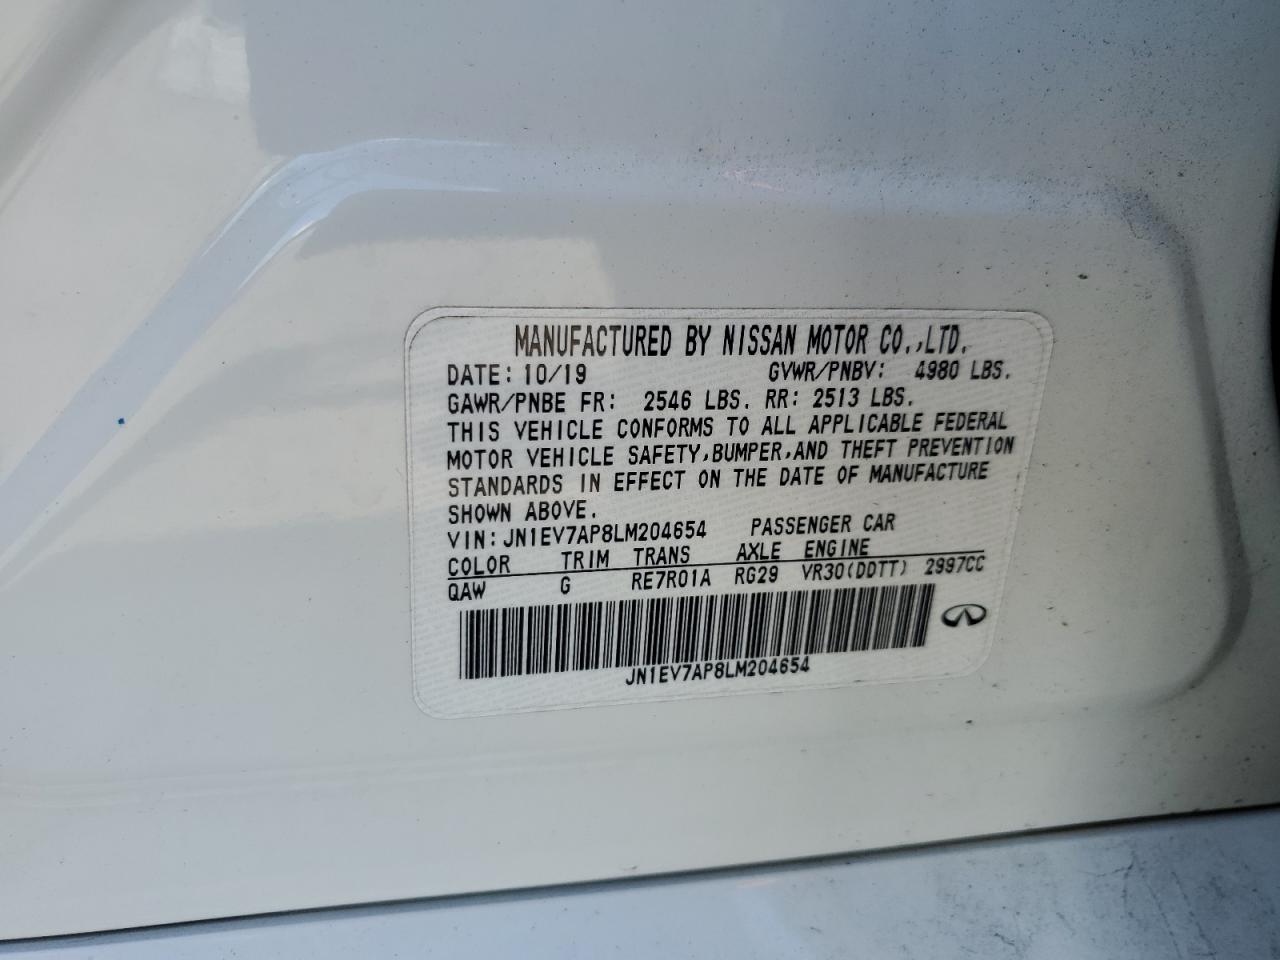 MANUFACTURED BY NISSAN MOTOR CO.,LTD.
DATE: 10/19 GVWR/PNBV: 4980 LBS.
GAWR/PNBE FR: 2546 LBS. RR: 2513 LBS.
THIS VEHICLE CONFORMS TO ALL APPLICABLE FEDERAL
MOTOR VEHICLE SAFETY,BUMPER,AND THEFT PREVENTION
STANDARDS IN EFFECT ON THE DATE OF MANUFACTURE
SHOWN ABOVE.
VIN: JN1EV7AP8LM204654 PASSENGER CAR
COLOR TRIM TRANS AXLE ENGINE
QAW G RE7R01A RG29 VR30(DDTT) 2997CC
JN1EV7AP8LM204654